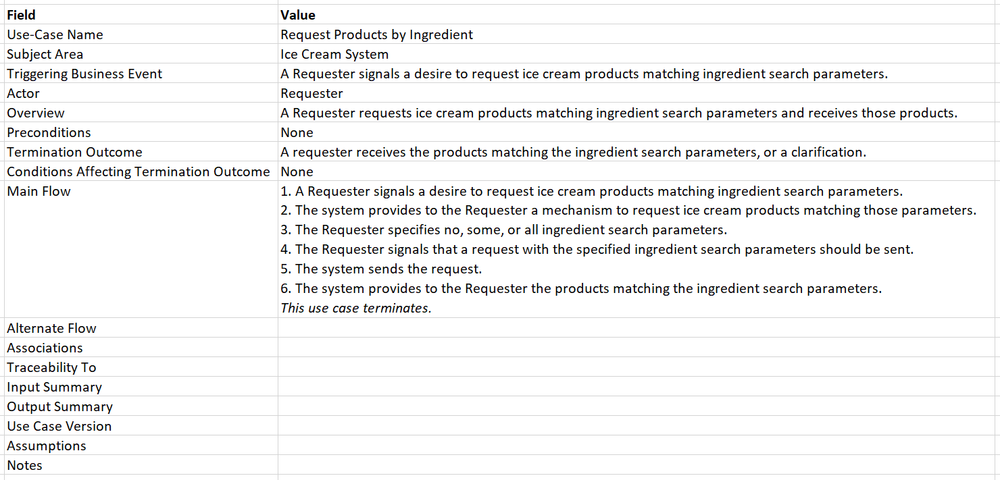 Field Value
Use-Case Name Request Products by Ingredient
Subject Area Ice Cream System
Triggering Business Event A Requester signals a desire to request ice cream products matching ingredient search parameters.
Actor Requester
Overview A Requester requests ice cream products matching ingredient search parameters and receives those products.
Preconditions None
Termination Outcome A requester receives the products matching the ingredient search parameters, or a clarification.
Conditions Affecting Termination Outcome None
Main Flow 1. A Requester signals a desire to request ice cream products matching ingredient search parameters.
2. The system provides to the Requester a mechanism to request ice cream products matching those parameters.
3. The Requester specifies no, some, or all ingredient search parameters.
4. The Requester signals that a request with the specified ingredient search parameters should be sent.
5. The system sends the request.
6. The system provides to the Requester the products matching the ingredient search parameters.
This use case terminates.
Alternate Flow
Associations
Traceability To
Input Summary
Output Summary
Use Case Version
Assumptions
Notes